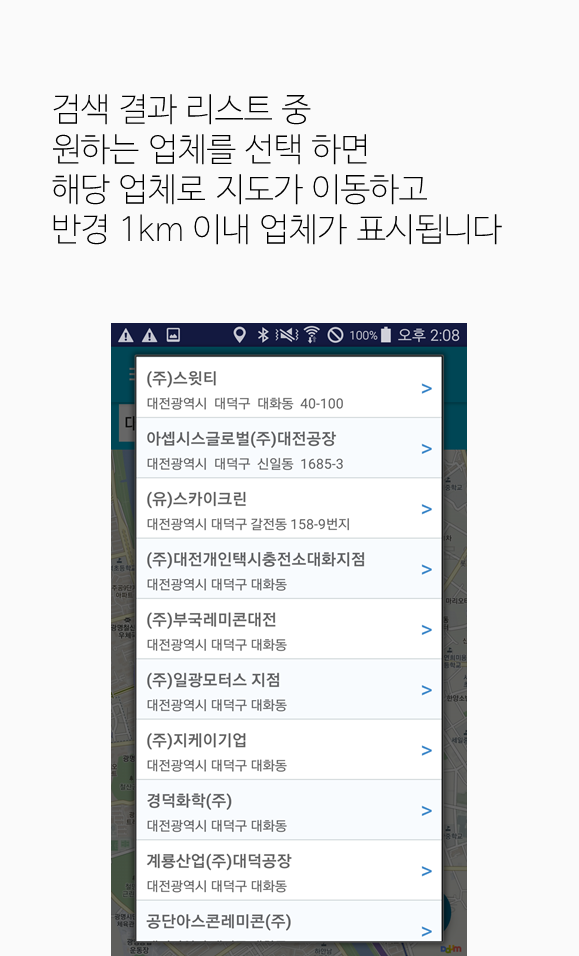 검색 결과 리스트 중
원하는 업체를 선택 하면
해당 업체로 지도가 이동하고
반경 1km 이내 업체가 표시됩니다
100% 오후 2:08
(주)스윗티
대전광역시 대덕구 대화동 40-100
>
아셉시스글로벌(주)대전공장
대전광역시 대덕구 신일동 1685-3
>
(유)스카이크린
대전광역시 대덕구 갈전동 158-9번지
>
(주)대전개인택시충전소대화지점
대전광역시 대덕구 대화동
>
(주)부국레미콘대전
대전광역시 대덕구 대화동
>
(주)일광모터스 지점
대전광역시 대덕구 대화동
>
(주)지케이기업
대전광역시 대덕구 대화동
>
경덕화학(주)
대전광역시 대덕구 대화동
>
계룡산업(주)대덕공장
대전광역시 대덕구 대화동
>
공단아스콘레미콘(주)
>